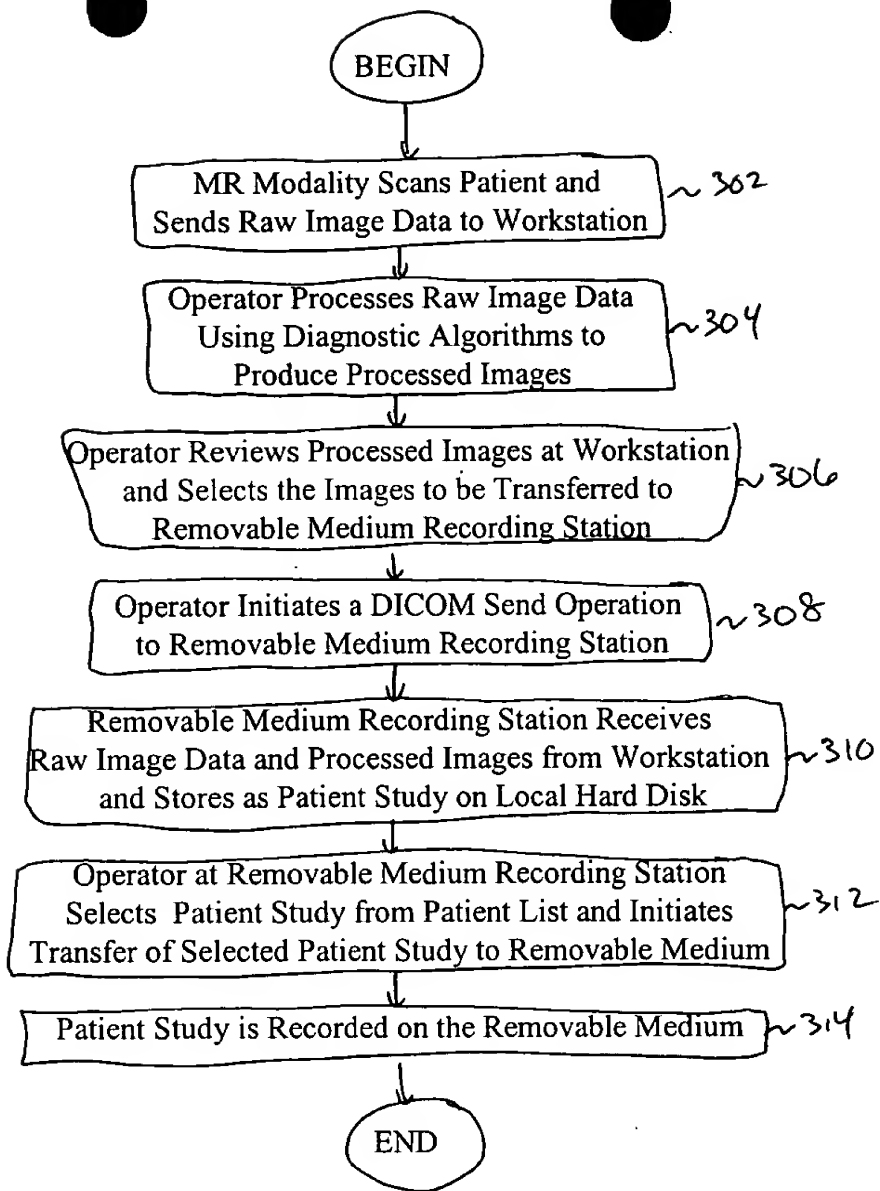 BEGIN
MR Modality Scans Patient and
Sends Raw Image Data to Workstation
~ 302
Operator Processes Raw Image Data
Using Diagnostic Algorithms to
Produce Processed Images
~304
Operator Reviews Processed Images at Workstation
and Selects the Images to be Transferred to
Removable Medium Recording Station
~306
Operator Initiates a DICOM Send Operation
to Removable Medium Recording Station
~308
Removable Medium Recording Station Receives
Raw Image Data and Processed Images from Workstation
and Stores as Patient Study on Local Hard Disk
~310
Operator at Removable Medium Recording Station
Selects Patient Study from Patient List and Initiates
Transfer of Selected Patient Study to Removable Medium
~312
Patient Study is Recorded on the Removable Medium
~314
END